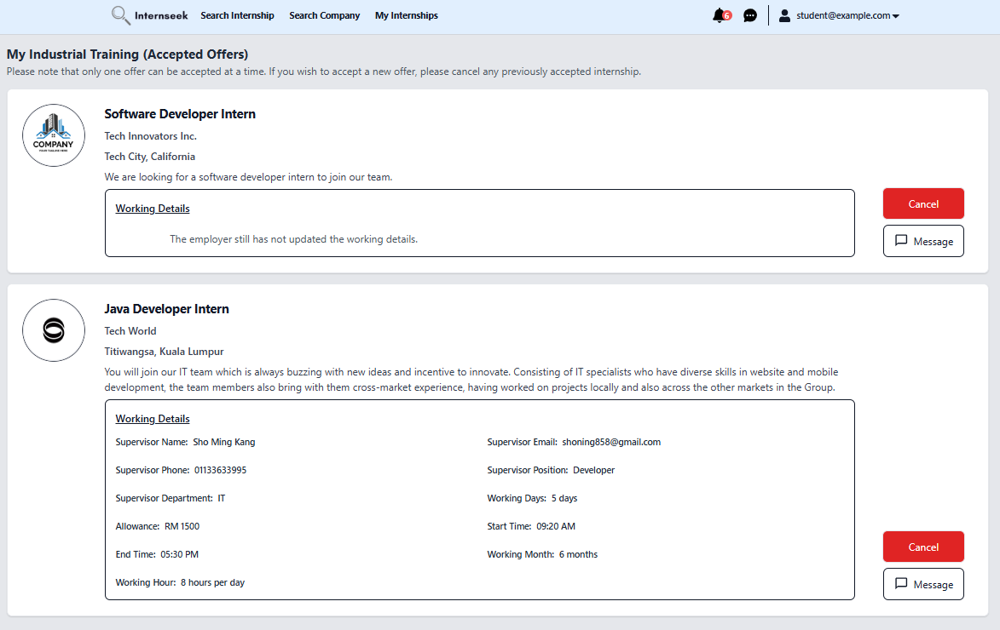 Internseek Search Internship Search Company My Internships 6 student@example.com
My Industrial Training (Accepted Offers)
Please note that only one offer can be accepted at a time. If you wish to accept a new offer, please cancel any previously accepted internship.
COMPANY
YOUR TAGLINE HERE
Software Developer Intern
Tech Innovators Inc.
Tech City, California
We are looking for a software developer intern to join our team.
Working Details
The employer still has not updated the working details.
Cancel
Message
Java Developer Intern
Tech World
Titiwangsa, Kuala Lumpur
You will join our IT team which is always buzzing with new ideas and incentive to innovate. Consisting of IT specialists who have diverse skills in website and mobile
development, the team members also bring with them cross-market experience, having worked on projects locally and also across the other markets in the Group.
Working Details
Supervisor Name: Sho Ming Kang Supervisor Email: shoning858@gmail.com
Supervisor Phone: 01133633995 Supervisor Position: Developer
Supervisor Department: IT Working Days: 5 days
Allowance: RM 1500 Start Time: 09:20 AM
End Time: 05:30 PM Working Month: 6 months
Working Hour: 8 hours per day
Cancel
Message